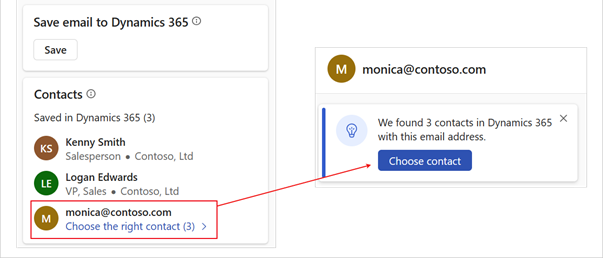 Save email to Dynamics 365
Save
Contacts
Saved in Dynamics 365 (3)
KS
Kenny Smith
Salesperson • Contoso, Ltd
LE
Logan Edwards
VP, Sales • Contoso, Ltd
M
monica@contoso.com
Choose the right contact (3) >
M
monica@contoso.com
We found 3 contacts in Dynamics 365
with this email address.
Choose contact